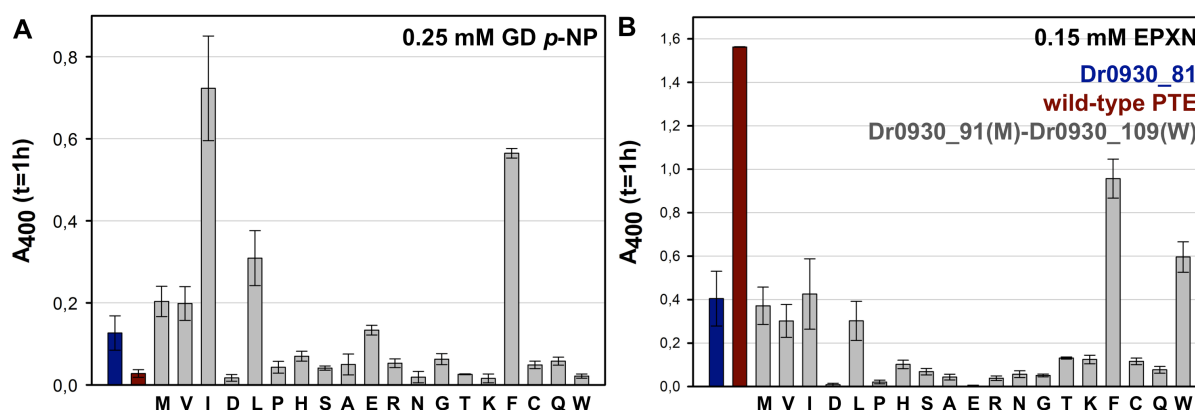 A
0.25 mM GD p-NP
A400 (t=1h)
0,8
0,6
0,4
0,2
0,0
M V I D L P H S A E R N G T K F C Q W
B
0.15 mM EPXN
Dr0930_81
wild-type PTE
Dr0930_91(M)-Dr0930_109(W)
A400 (t=1h)
1,6
1,4
1,2
1,0
0,8
0,6
0,4
0,2
0,0
M V I D L P H S A E R N G T K F C Q W